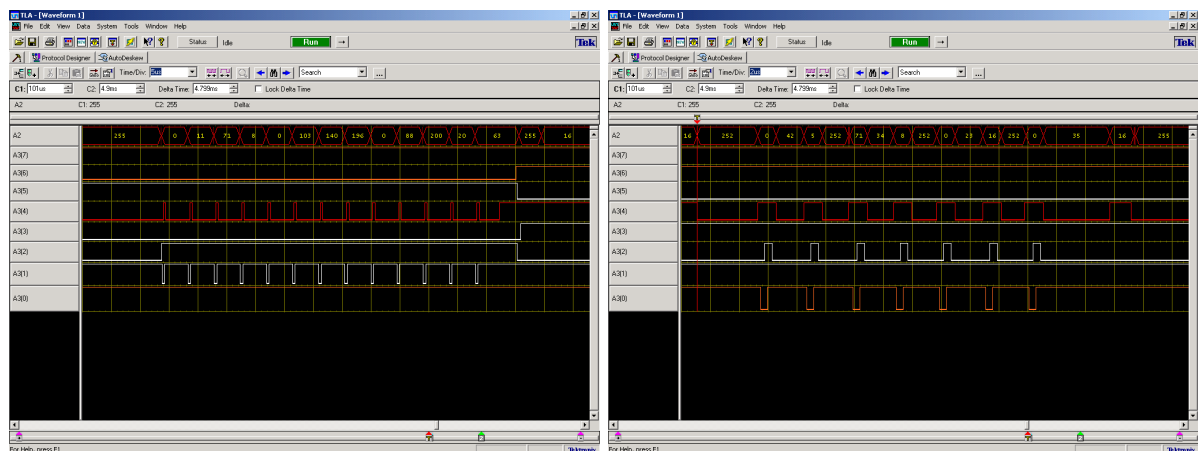 TLA - [Waveform 1]
File Edit View Data System Tools Window Help
Status Idle Run Tek
Protocol Designer AutoDeskew
Time/Div: 5us Search ...
C1: 101us C2: 4.9ms Delta Time: 4.799ms Lock Delta Time
A2 C1: 255 C2: 255 Delta:
A2 255 0 11 71 8 0 103 140 196 0 88 200 20 63 255 16
A3(7)
A3(6)
A3(5)
A3(4)
A3(3)
A3(2)
A3(1)
A3(0)
For Help, press F1 Tektronix
TLA - [Waveform 1]
File Edit View Data System Tools Window Help
Status Idle Run Tek
Protocol Designer AutoDeskew
Time/Div: 2us Search ...
C1: 101us C2: 4.9ms Delta Time: 4.799ms Lock Delta Time
A2 C1: 255 C2: 255 Delta:
A2 16 252 0 42 5 252 71 34 8 252 0 23 16 252 0 35 16 255
A3(7)
A3(6)
A3(5)
A3(4)
A3(3)
A3(2)
A3(1)
A3(0)
For Help, press F1 Tektronix